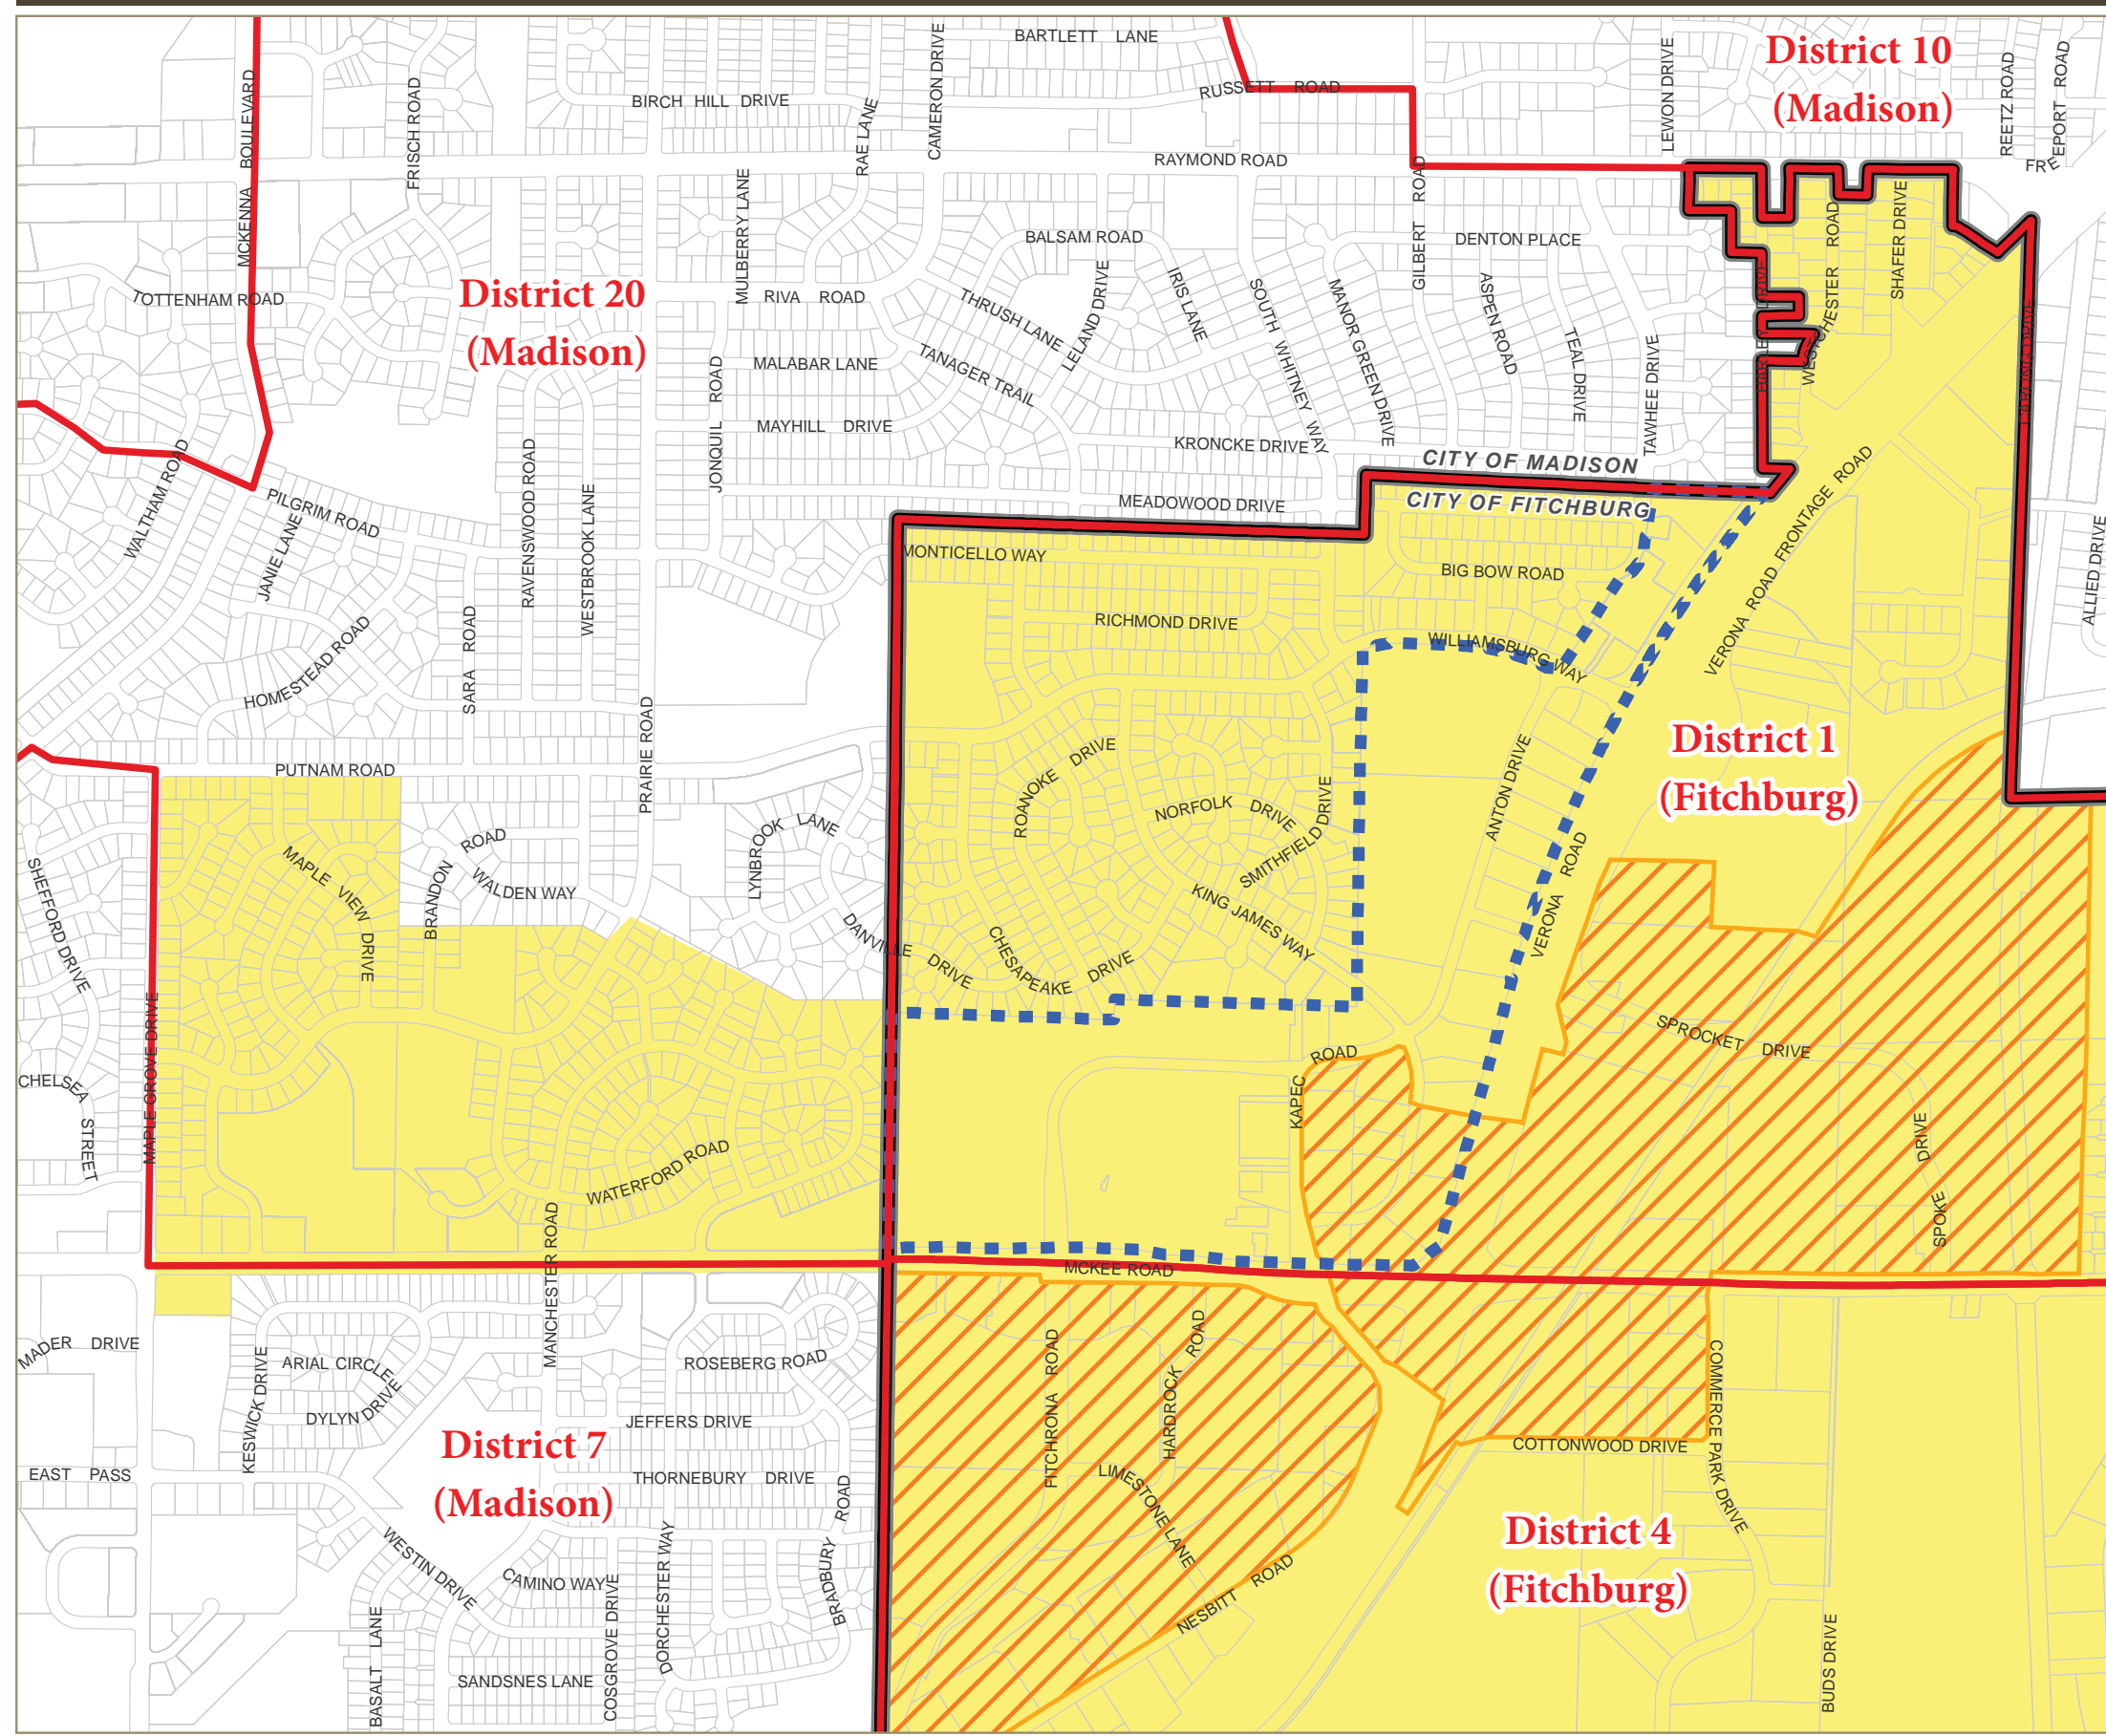 BARTLETT LANE
District 10
(Madison)
BIRCH HILL DRIVE
RUSSETT ROAD
CAMERON DRIVE
LEWON DRIVE
REETZ ROAD
FREEPORT ROAD
MCKENNA BOULEVARD
FRISCH ROAD
RAE LANE
RAYMOND ROAD
GILBERT ROAD
MULBERRY LANE
BALSAM ROAD
DENTON PLACE
WESTCHESTER ROAD
SHAFER DRIVE
TOTTENHAM ROAD
District 20
(Madison)
RIVA ROAD
THRUSH LANE
LELAND DRIVE
IRIS LANE
SOUTH WHITNEY WAY
MANOR GREEN DRIVE
ASPEN ROAD
TEAL DRIVE
TAWHEE DRIVE
CARLING DRIVE
MALABAR LANE
TANAGER TRAIL
JONQUIL ROAD
MAYHILL DRIVE
KRONCKE DRIVE
CITY OF MADISON
CITY OF FITCHBURG
MEADOWOOD DRIVE
WALTHAM ROAD
PILGRIM ROAD
JANIE LANE
RAVENSWOOD ROAD
WESTBROOK LANE
MONTICELLO WAY
BIG BOW ROAD
VERONA ROAD FRONTAGE ROAD
ALLIED DRIVE
RICHMOND DRIVE
WILLIAMSBURG WAY
HOMESTEAD ROAD
SARA ROAD
PRAIRIE ROAD
District 1
(Fitchburg)
PUTNAM ROAD
ROANOKE DRIVE
NORFOLK DRIVE
SMITHFIELD DRIVE
ANTON DRIVE
VERONA ROAD
SHEFFORD DRIVE
MAPLE VIEW DRIVE
BRANDON ROAD
WALDEN WAY
LYNBROOK LANE
KING JAMES WAY
DANVILLE DRIVE
CHESAPEAKE DRIVE
SPROCKET DRIVE
KAPEC ROAD
CHELSEA STREET
MAPLE GROVE DRIVE
WATERFORD ROAD
SPOKE DRIVE
MANCHESTER ROAD
MCKEE ROAD
MADER DRIVE
KESWICK DRIVE
ARIAL CIRCLE
DYLYN DRIVE
ROSEBERG ROAD
FITCHRONA ROAD
HARDROCK ROAD
COMMERCE PARK DRIVE
JEFFERS DRIVE
District 7
(Madison)
COTTONWOOD DRIVE
EAST PASS
THORNEBURY DRIVE
LIMESTONE LANE
District 4
(Fitchburg)
WESTIN DRIVE
CAMINO WAY
BRADBURY ROAD
NESBITT ROAD
BASALT LANE
SANDSNES LANE
COSGROVE DRIVE
DORCHESTER WAY
BUDS DRIVE